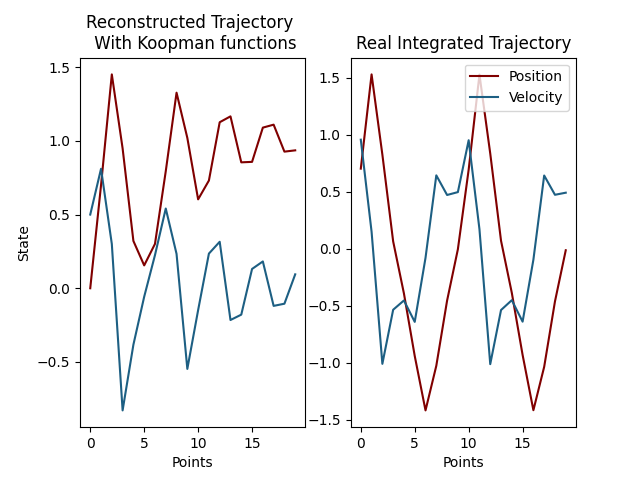 Reconstructed Trajectory
With Koopman functions
Real Integrated Trajectory
1.5
1.0
0.5
0.0
−0.5
State
0
5
10
15
Points
1.5
1.0
0.5
0.0
−0.5
−1.0
−1.5
Position
Velocity
0
5
10
15
Points